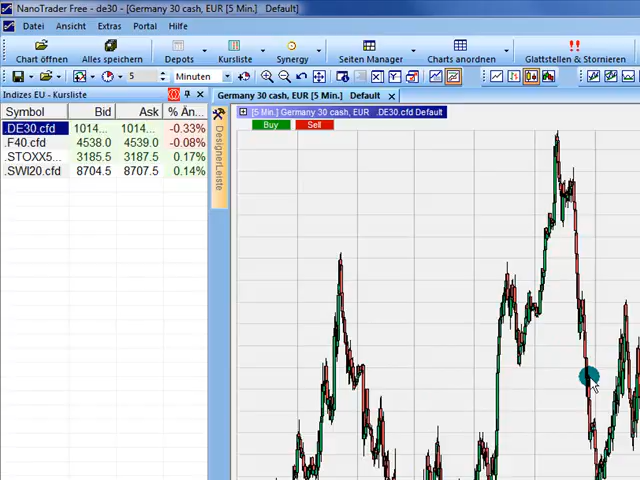 NanoTrader Free - de30 - [Germany 30 cash, EUR [5 Min.] Default]
Datei Ansicht Extras Portal Hilfe
Chart öffnen Alles speichern Favoriten Kursliste Synergy Seiten Manager Charts anordnen Glattstellen & Stornieren
5 Minuten
Indizes EU - Kursliste
Germany 30 cash, EUR [5 Min.] Default
Symbol Bid Ask % Än...
.DE30.cfd 1014... 1014... -0.33%
.F40.cfd 4538.0 4539.0 -0.08%
.STOXX5... 3185.5 3187.5 0.17%
.SWI20.cfd 8704.5 8707.5 0.14%
DesignerLeiste
[5 Min.] Germany 30 cash, EUR .DE30.cfd Default
Buy Sell